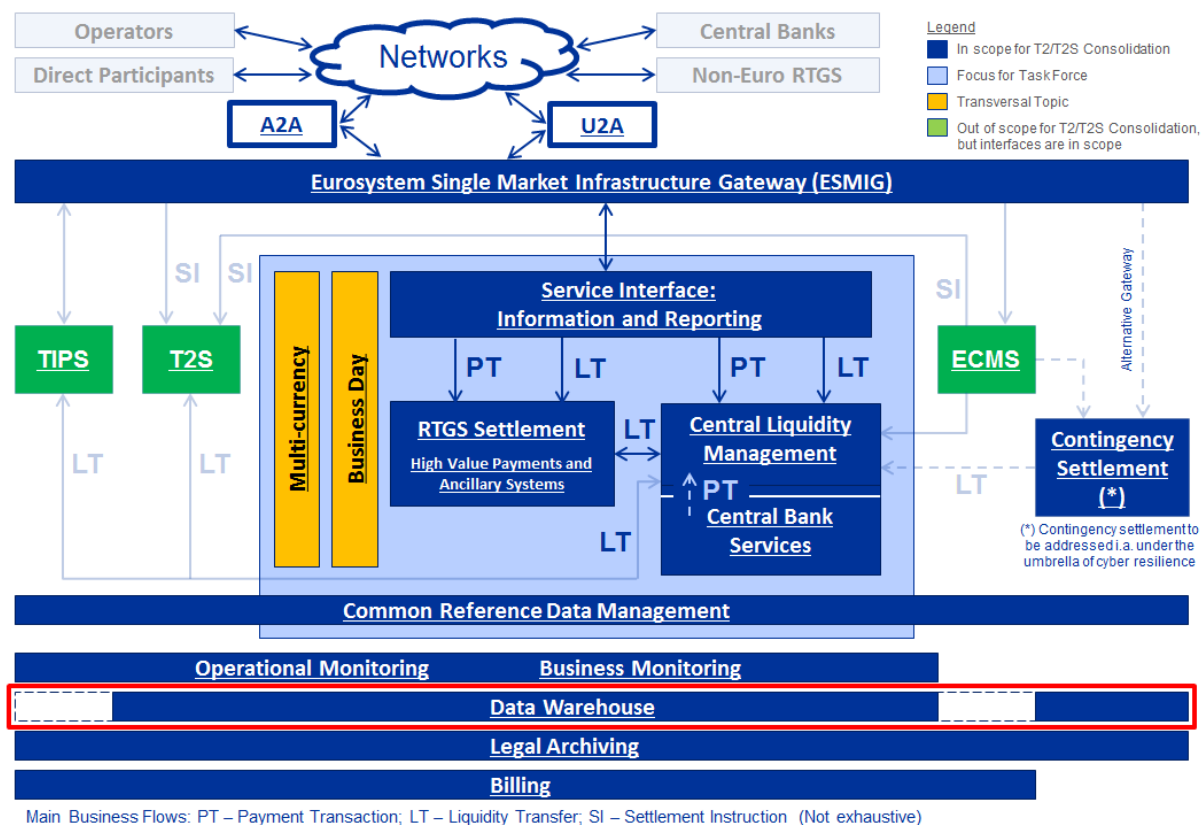 Operators
Direct Participants
Networks
Central Banks
Non-Euro RTGS
Legend
In scope for T2/T2S Consolidation
Focus for Task Force
Transversal Topic
Out of scope for T2/T2S Consolidation,
but interfaces are in scope
A2A
U2A
Eurosystem Single Market Infrastructure Gateway (ESMIG)
SI
SI
SI
Alternative Gateway
Multi-currency
Business Day
Service Interface:
Information and Reporting
TIPS
T2S
ECMS
PT
LT
PT
LT
RTGS Settlement
High Value Payments and
Ancillary Systems
LT
Central Liquidity
Management
PT
Central Bank
Services
LT
LT
LT
LT
Contingency
Settlement
(*)
(*) Contingency settlement to
be addressed i.a. under the
umbrella of cyber resilience
Common Reference Data Management
Operational Monitoring
Business Monitoring
Data Warehouse
Legal Archiving
Billing
Main Business Flows: PT – Payment Transaction; LT – Liquidity Transfer; SI – Settlement Instruction (Not exhaustive)